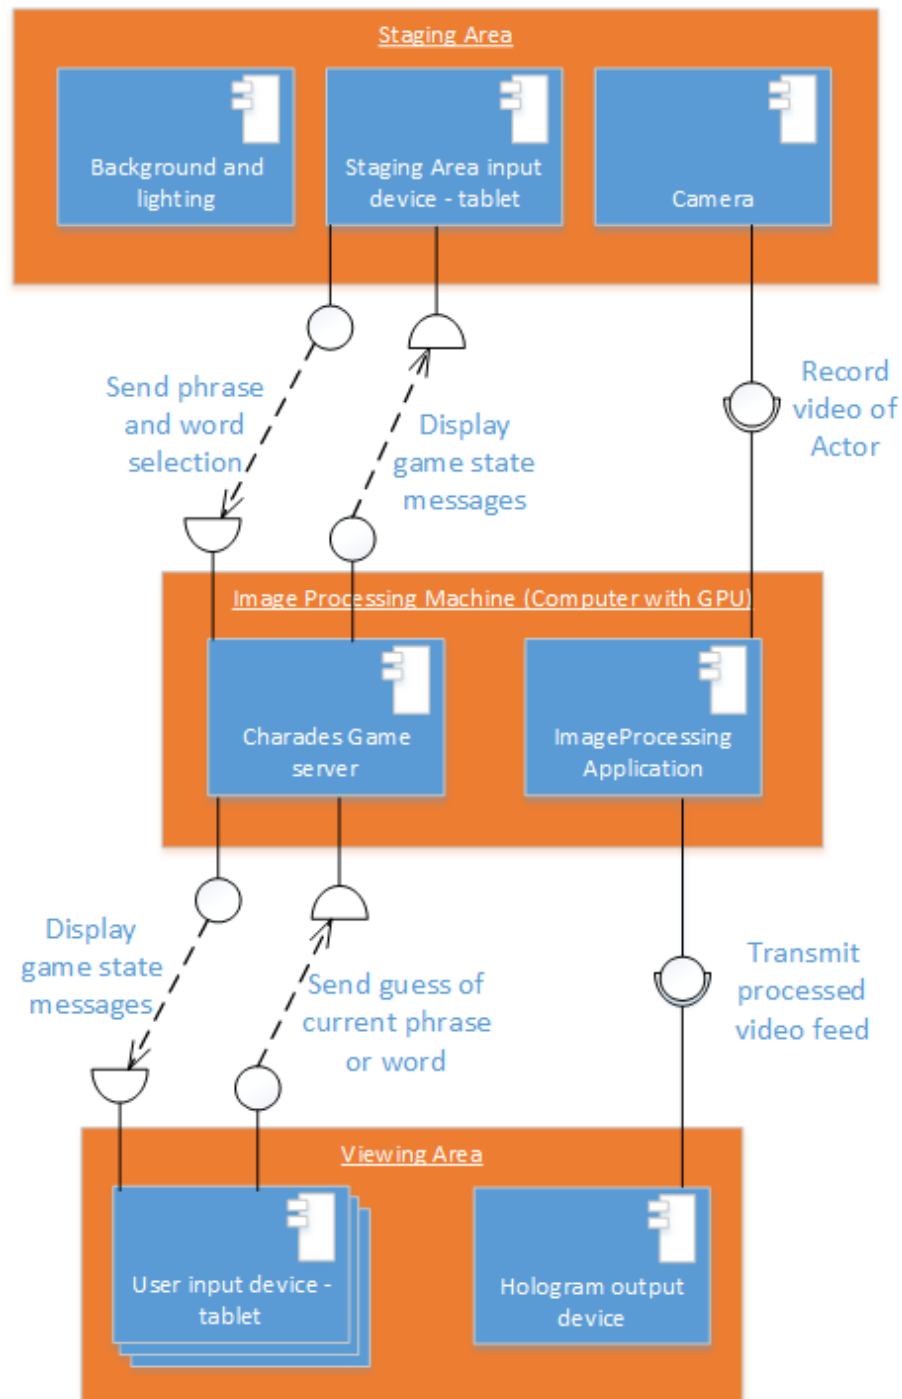 Staging Area
Background and
lighting
Staging Area input
device - tablet
Camera
Send phrase
and word
selection
Display
game state
messages
Record
video of
Actor
Image Processing Machine (Computer with GPU)
Charades Game
server
ImageProcessing
Application
Display
game state
messages
Send guess of
current phrase
or word
Transmit
processed
video feed
Viewing Area
User input device -
tablet
Hologram output
device